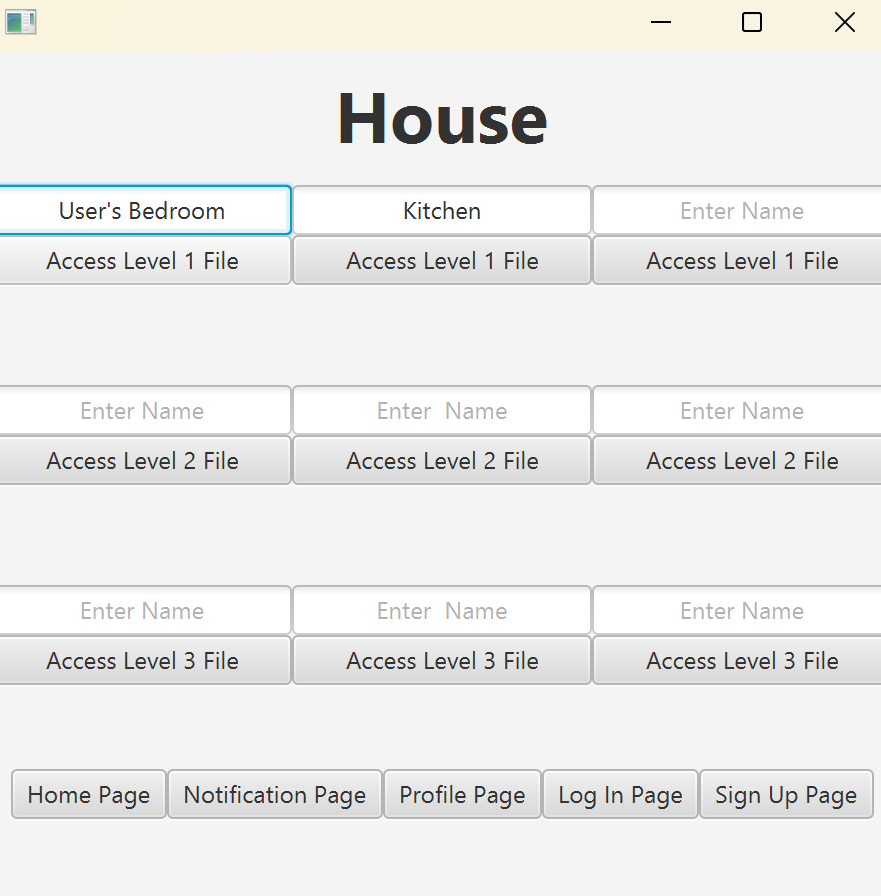 House
User's Bedroom Kitchen Enter Name
Access Level 1 File Access Level 1 File Access Level 1 File
Enter Name Enter  Name Enter Name
Access Level 2 File Access Level 2 File Access Level 2 File
Enter Name Enter  Name Enter Name
Access Level 3 File Access Level 3 File Access Level 3 File
Home Page Notification Page Profile Page Log In Page Sign Up Page